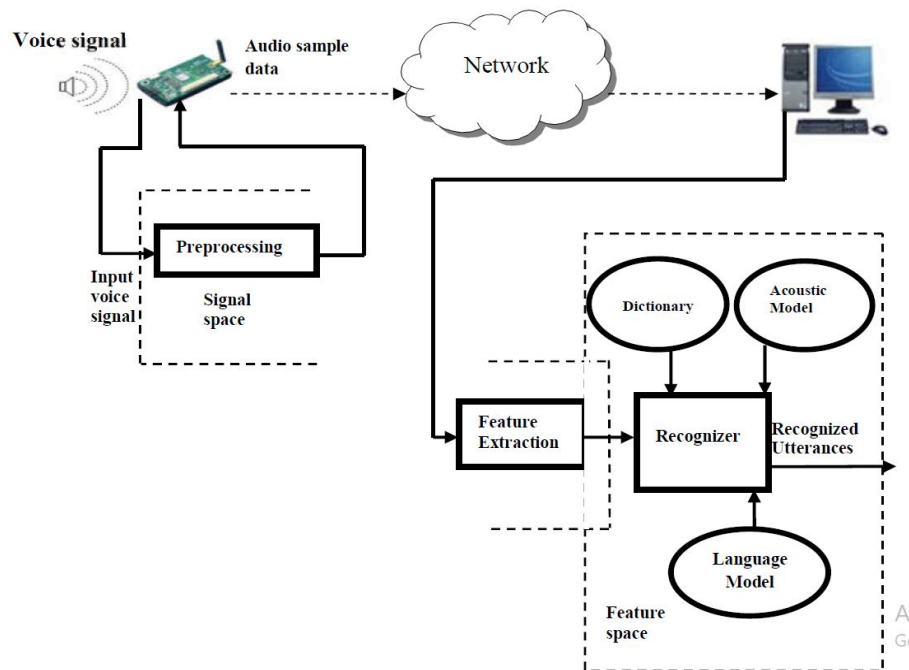 Voice signal
Audio sample
data
Network
Preprocessing
Input
voice
signal
Signal
space
Dictionary
Acoustic
Model
Feature
Extraction
Recognizer
Recognized
Utterances
Language
Model
Feature
space